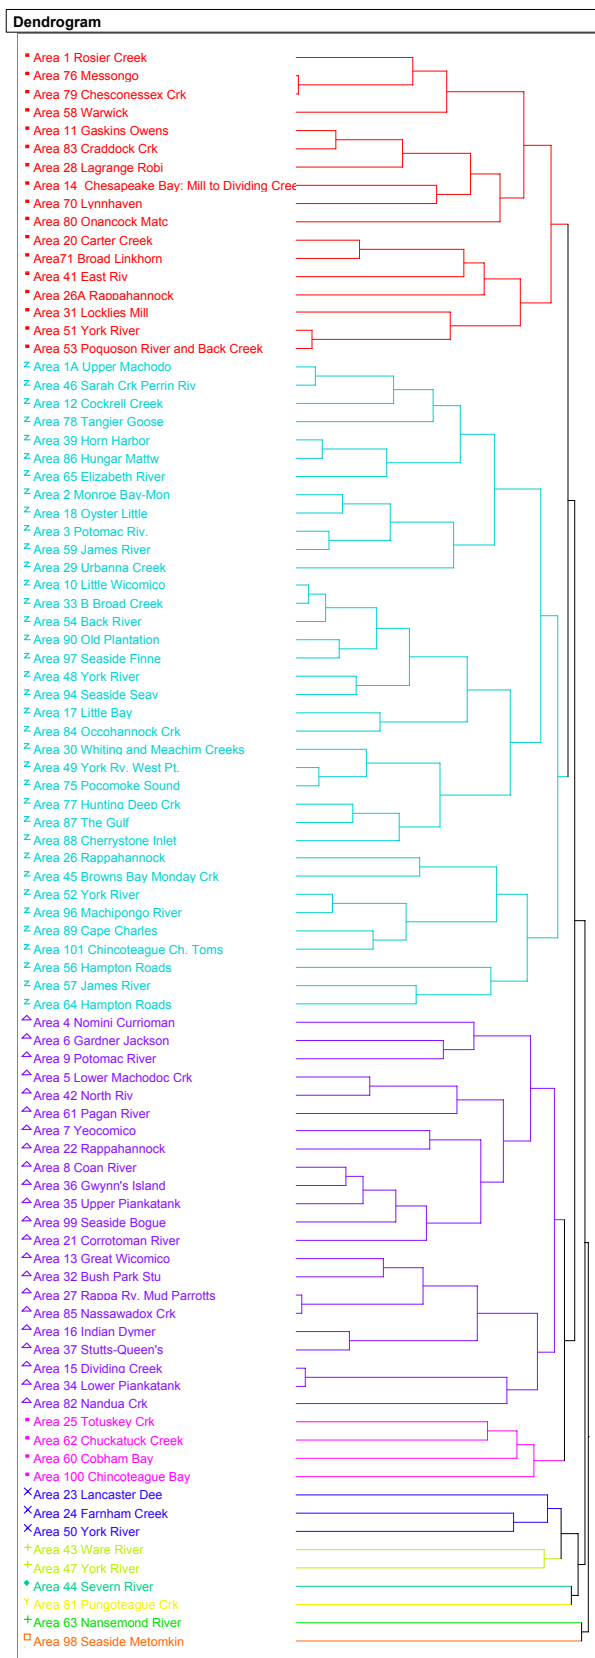 Dendrogram
Area 1 Rosier Creek
Area 76 Messongo
Area 79 Chesconessex Crk
Area 58 Warwick
Area 11 Gaskins Owens
Area 83 Craddock Crk
Area 28 Lagrange Robi
Area 14 Chesapeake Bay: Mill to Dividing Cree
Area 70 Lynnhaven
Area 80 Onancock Matc
Area 20 Carter Creek
Area71 Broad Linkhorn
Area 41 East Riv
Area 26A Rappahannock
Area 31 Locklies Mill
Area 51 York River
Area 53 Poquoson River and Back Creek
Area 1A Upper Machodo
Area 46 Sarah Crk Perrin Riv
Area 12 Cockrell Creek
Area 78 Tangier Goose
Area 39 Horn Harbor
Area 86 Hungar Mattw
Area 65 Elizabeth River
Area 2 Monroe Bay-Mon
Area 18 Oyster Little
Area 3 Potomac Riv.
Area 59 James River
Area 29 Urbanna Creek
Area 10 Little Wicomico
Area 33 B Broad Creek
Area 54 Back River
Area 90 Old Plantation
Area 97 Seaside Finne
Area 48 York River
Area 94 Seaside Seav
Area 17 Little Bay
Area 84 Occohannock Crk
Area 30 Whiting and Meachim Creeks
Area 49 York Rv. West Pt.
Area 75 Pocomoke Sound
Area 77 Hunting Deep Crk
Area 87 The Gulf
Area 88 Cherrystone Inlet
Area 26 Rappahannock
Area 45 Browns Bay Monday Crk
Area 52 York River
Area 96 Machipongo River
Area 89 Cape Charles
Area 101 Chincoteague Ch. Toms
Area 56 Hampton Roads
Area 57 James River
Area 64 Hampton Roads
Area 4 Nomini Currioman
Area 6 Gardner Jackson
Area 9 Potomac River
Area 5 Lower Machodoc Crk
Area 42 North Riv
Area 61 Pagan River
Area 7 Yeocomico
Area 22 Rappahannock
Area 8 Coan River
Area 36 Gwynn's Island
Area 35 Upper Piankatank
Area 99 Seaside Bogue
Area 21 Corrotoman River
Area 13 Great Wicomico
Area 32 Bush Park Stu
Area 27 Rappa Rv. Mud Parrotts
Area 85 Nassawadox Crk
Area 16 Indian Dymer
Area 37 Stutts-Queen's
Area 15 Dividing Creek
Area 34 Lower Piankatank
Area 82 Nandua Crk
Area 25 Totuskey Crk
Area 62 Chuckatuck Creek
Area 60 Cobham Bay
Area 100 Chincoteague Bay
Area 23 Lancaster Dee
Area 24 Farnham Creek
Area 50 York River
Area 43 Ware River
Area 47 York River
Area 44 Severn River
Area 81 Pungoteague Crk
Area 63 Nansemond River
Area 98 Seaside Metomkin